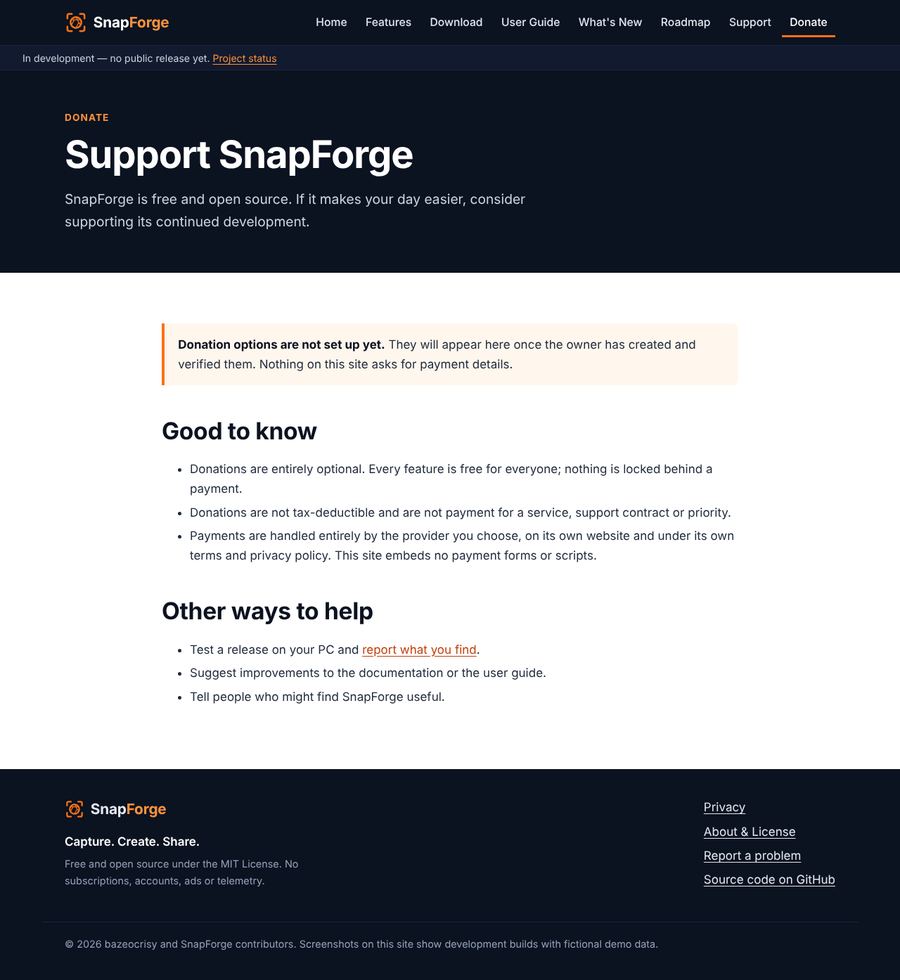 SnapForge
Home Features Download User Guide What's New Roadmap Support Donate
In development — no public release yet. Project status
DONATE
Support SnapForge
SnapForge is free and open source. If it makes your day easier, consider
supporting its continued development.
Donation options are not set up yet. They will appear here once the owner has created and
verified them. Nothing on this site asks for payment details.
Good to know
• Donations are entirely optional. Every feature is free for everyone; nothing is locked behind a
payment.
• Donations are not tax-deductible and are not payment for a service, support contract or priority.
• Payments are handled entirely by the provider you choose, on its own website and under its own
terms and privacy policy. This site embeds no payment forms or scripts.
Other ways to help
• Test a release on your PC and report what you find.
• Suggest improvements to the documentation or the user guide.
• Tell people who might find SnapForge useful.
SnapForge
Capture. Create. Share.
Free and open source under the MIT License. No
subscriptions, accounts, ads or telemetry.
Privacy
About & License
Report a problem
Source code on GitHub
© 2026 bazeocrisy and SnapForge contributors. Screenshots on this site show development builds with fictional demo data.